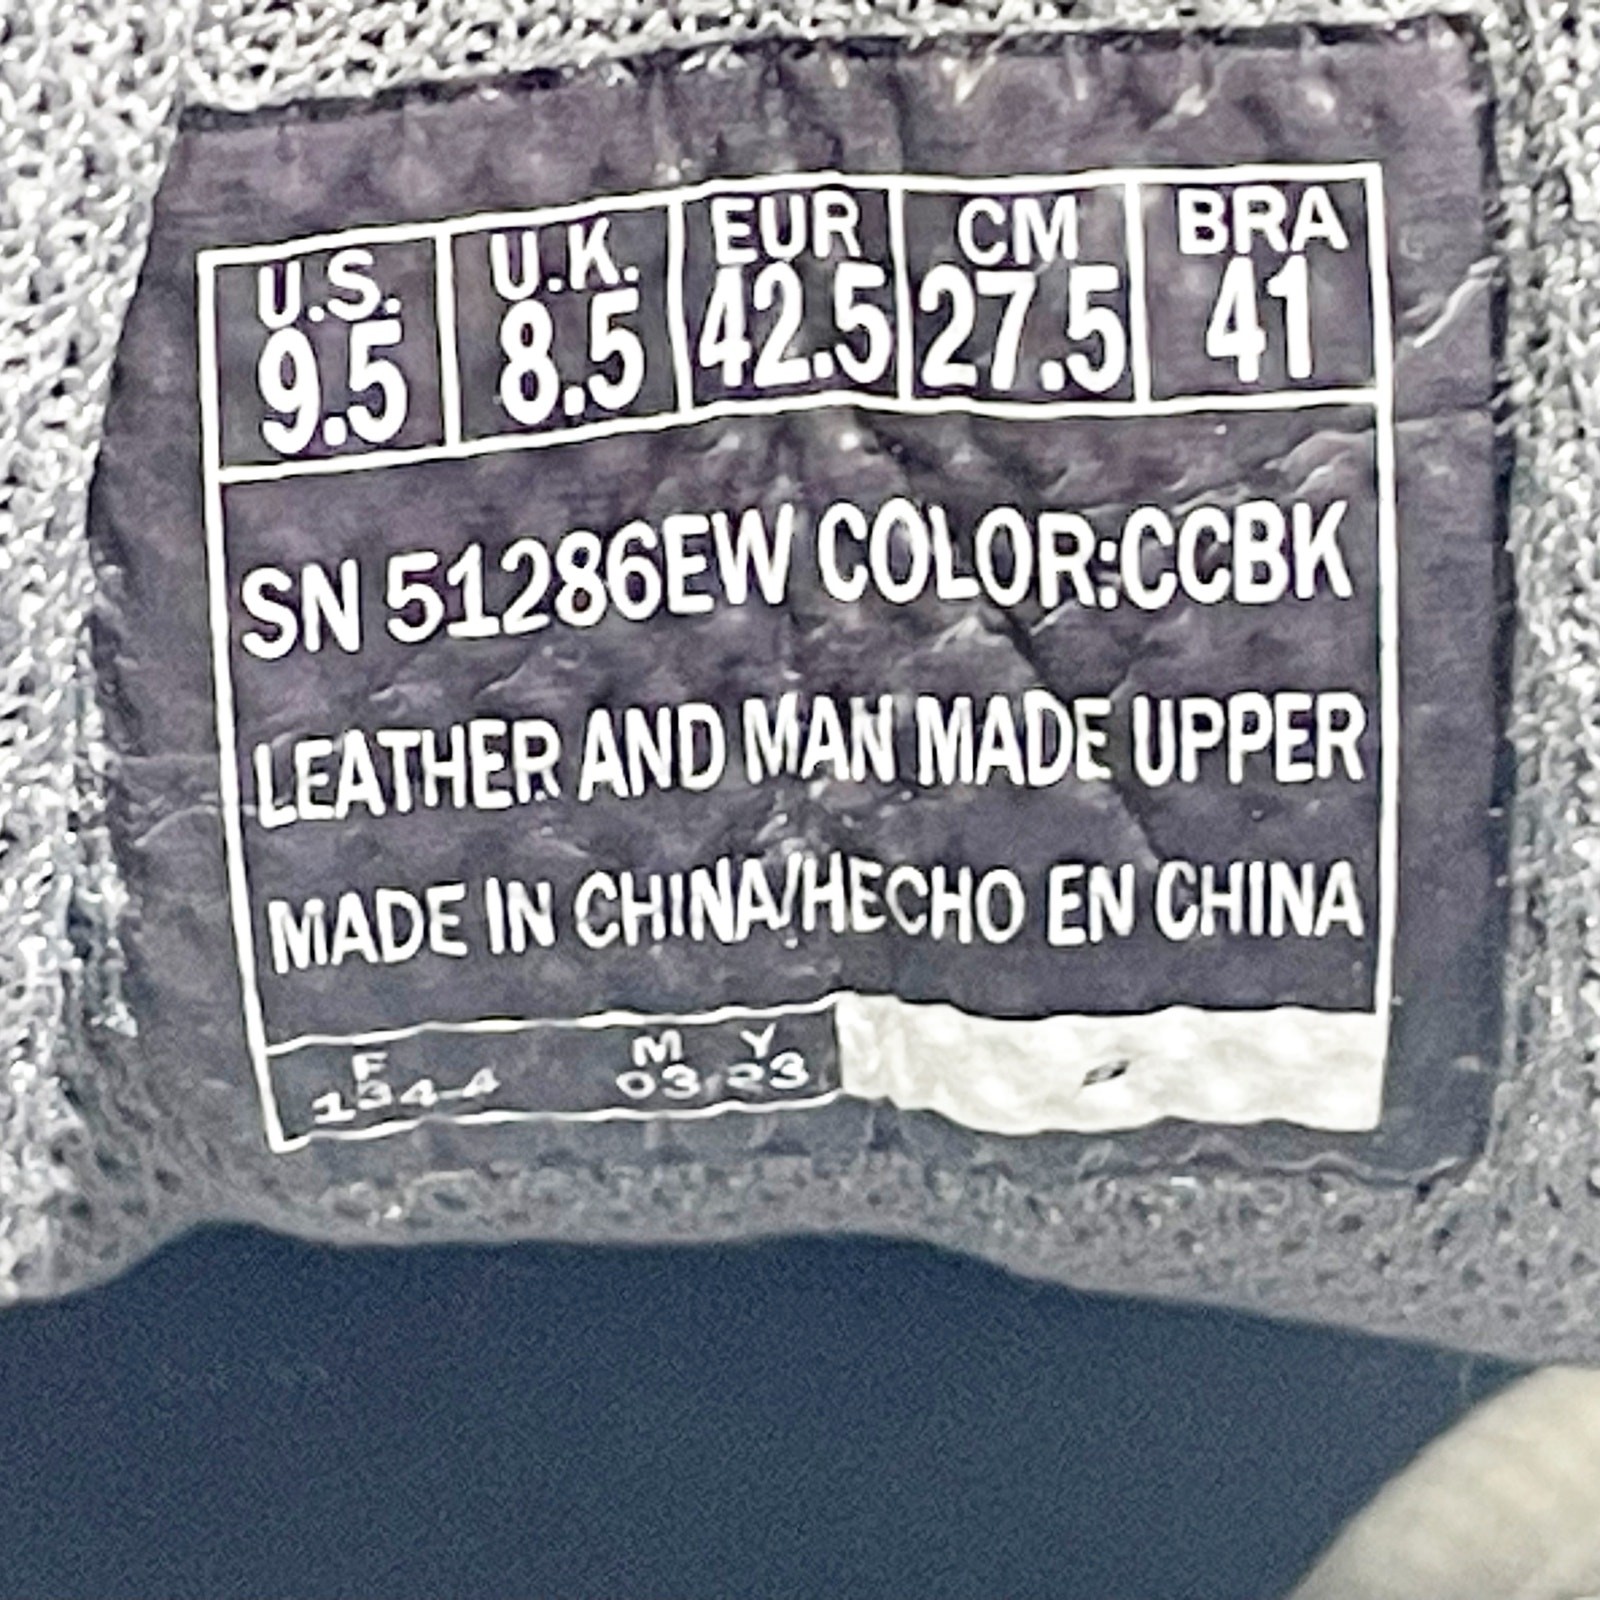 U.S. U.K. EUR CM BRA
9.5 8.5 42.5 27.5 41
SN 51286EW COLOR:CCBK
LEATHER AND MAN MADE UPPER
MADE IN CHINA/HECHO EN CHINA
F M Y
1344 03/23